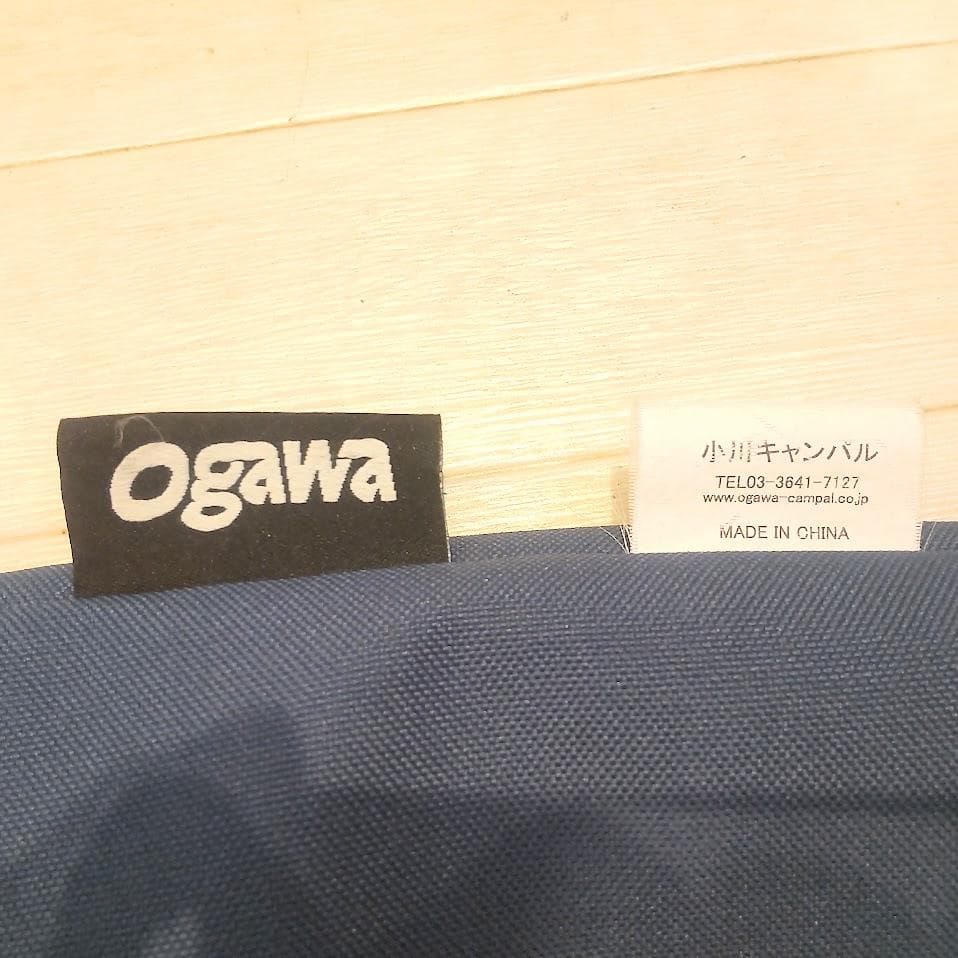 ogawa
小川キャンパル
TEL03-3641-7127
www.ogawa-campal.co.jp
MADE IN CHINA